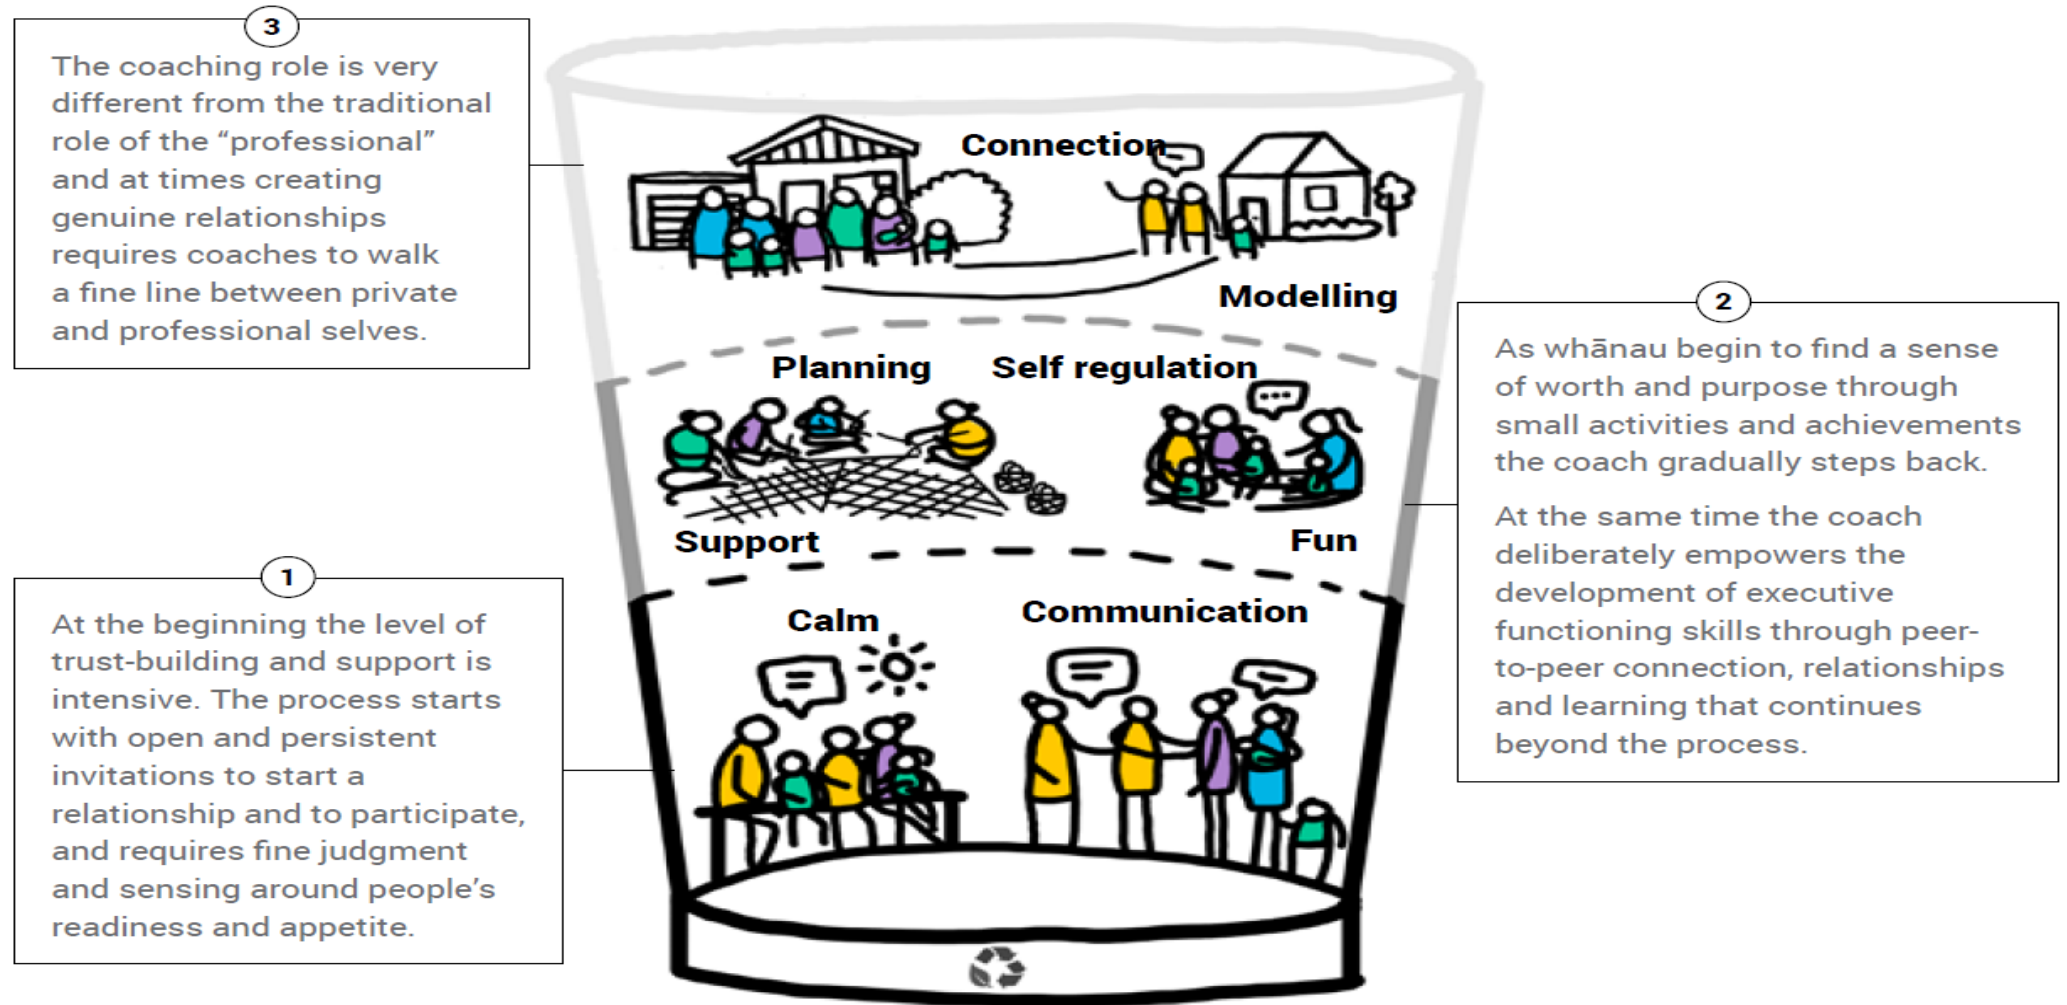 3
The coaching role is very
different from the traditional
role of the “professional”
and at times creating
genuine relationships
requires coaches to walk
a fine line between private
and professional selves.
Connection
Modelling
Planning
Self regulation
Support
Fun
2
As whānau begin to find a sense
of worth and purpose through
small activities and achievements
the coach gradually steps back.
At the same time the coach
deliberately empowers the
development of executive
functioning skills through peer-
to-peer connection, relationships
and learning that continues
beyond the process.
1
At the beginning the level of
trust-building and support is
intensive. The process starts
with open and persistent
invitations to start a
relationship and to participate,
and requires fine judgment
and sensing around people’s
readiness and appetite.
Calm
Communication